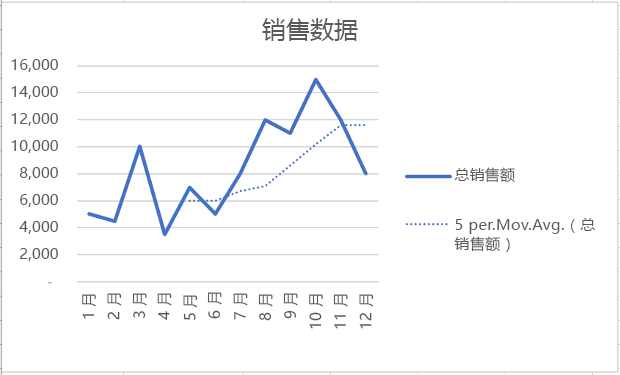 销售数据
16,000
14,000
12,000
10,000
8,000
6,000
4,000
2,000
-
1月
2月
3月
4月
5月
6月
7月
8月
9月
10月
11月
12月
总销售额
5 per.Mov.Avg.（总
销售额）